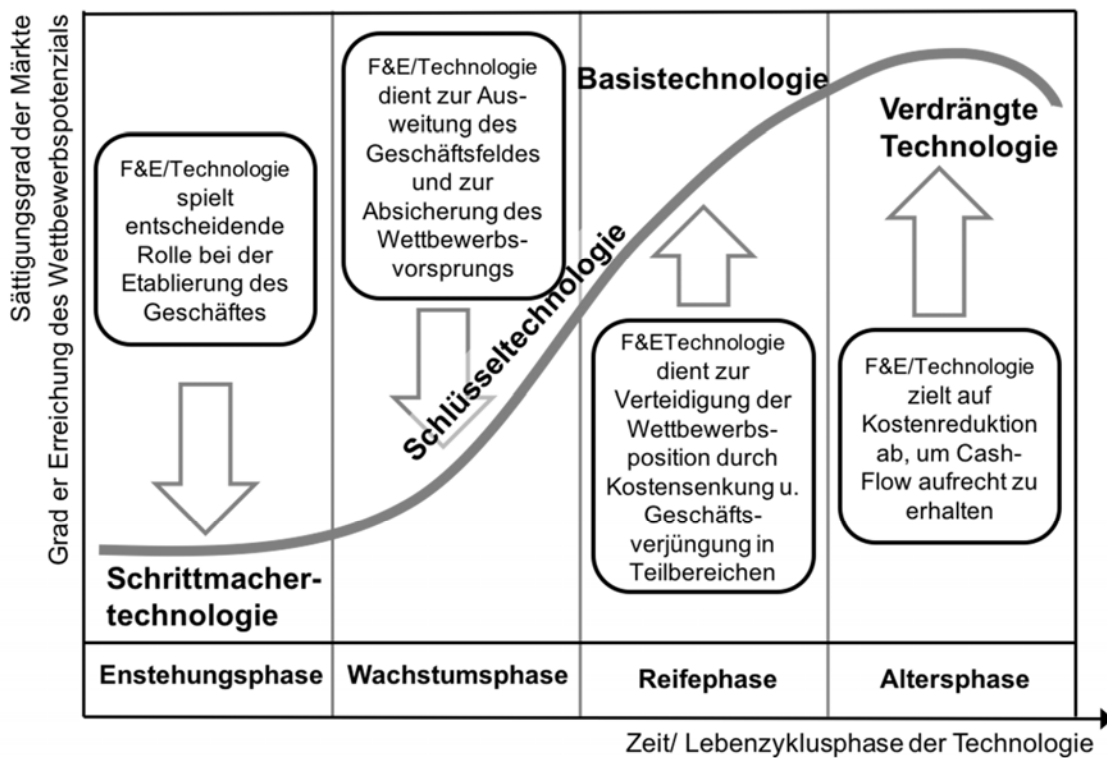 Sättigungsgrad der Märkte
Grad er Erreichung des Wettbewerbspotenzials
F&E/Technologie
spielt
entscheidende
Rolle bei der
Etablierung des
Geschäftes
Schrittmacher-
technologie
F&E/Technologie
dient zur Aus-
weitung des
Geschäftsfeldes
und zur
Absicherung des
Wettbewerbs-
vorsprungs
Schlüsseltechnologie
Basistechnologie
F&ETechnologie
dient zur
Verteidigung der
Wettbewerbs-
position durch
Kostensenkung u.
Geschäfts-
verjüngung in
Teilbereichen
Verdrängte
Technologie
F&E/Technologie
zielt auf
Kostenreduktion
ab, um Cash-
Flow aufrecht zu
erhalten
Enstehungsphase
Wachstumsphase
Reifephase
Altersphase
Zeit/ Lebenzyklusphase der Technologie